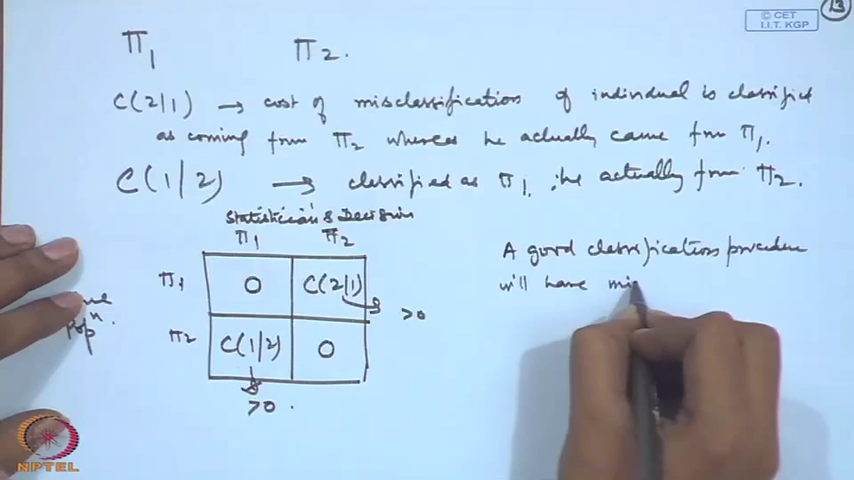 13
© CET
I.I.T. KGP
Π1 Π2.
C(2|1) → cost of misclassification of individual is classified
as coming from Π2 whereas he actually came from Π1.
C(1|2) → classified as Π1, he actually from Π2.
Statistician's Decision
Π1 Π2
Π1 0 C(2|1) >0
Popn.
Π2 C(1|2) 0
>0.
A good classification procedure
will have mi
NPTEL